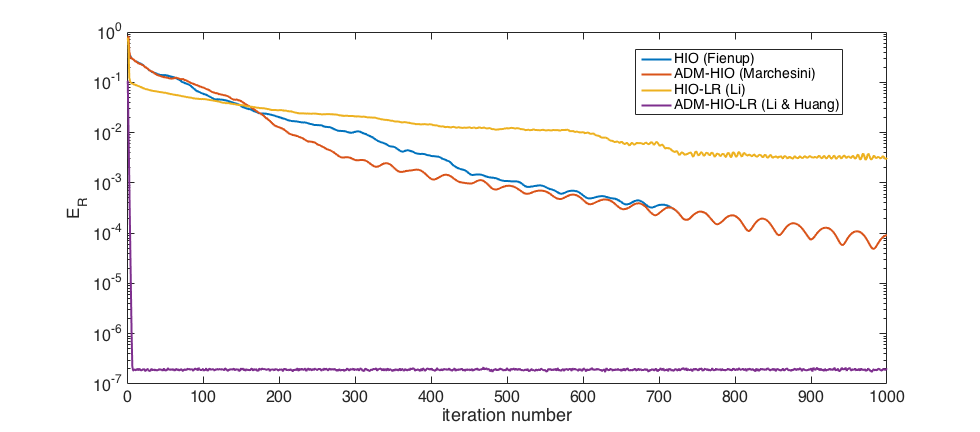 10^0
10^-1
10^-2
10^-3
10^-4
10^-5
10^-6
10^-7
E_R
HIO (Fienup)
ADM-HIO (Marchesini)
HIO-LR (Li)
ADM-HIO-LR (Li & Huang)
0 100 200 300 400 500 600 700 800 900 1000
iteration number